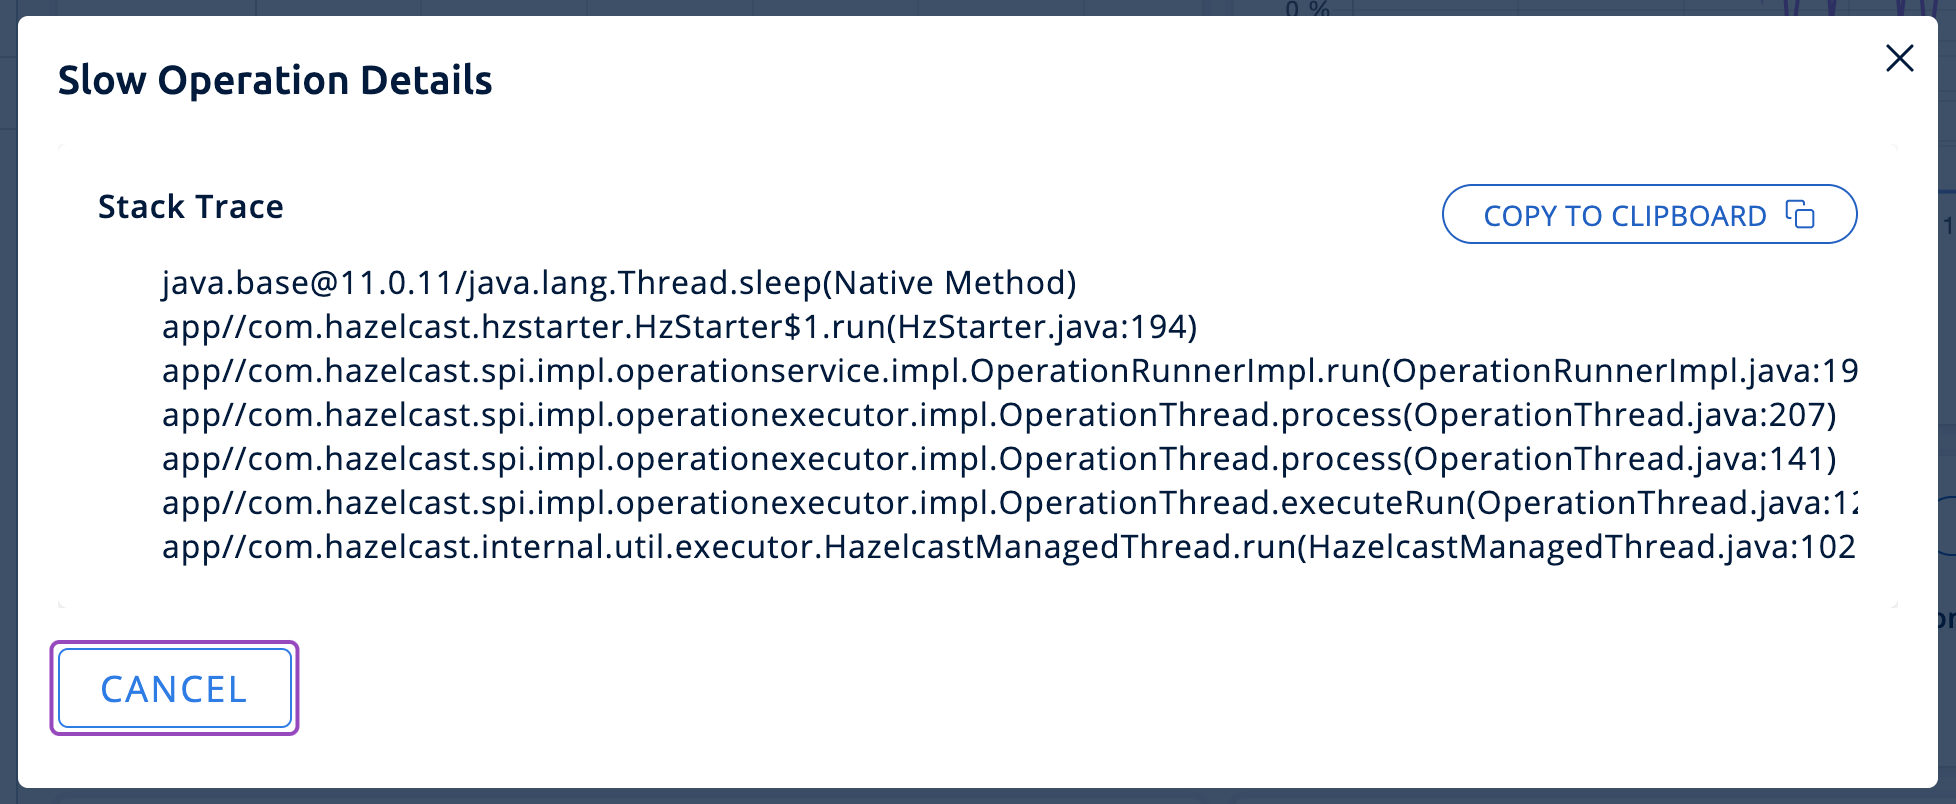 0 %
Slow Operation Details
Stack Trace
COPY TO CLIPBOARD
java.base@11.0.11/java.lang.Thread.sleep(Native Method)
app//com.hazelcast.hzstarter.HzStarter$1.run(HzStarter.java:194)
app//com.hazelcast.spi.impl.operationservice.impl.OperationRunnerImpl.run(OperationRunnerImpl.java:19
app//com.hazelcast.spi.impl.operationexecutor.impl.OperationThread.process(OperationThread.java:207)
app//com.hazelcast.spi.impl.operationexecutor.impl.OperationThread.process(OperationThread.java:141)
app//com.hazelcast.spi.impl.operationexecutor.impl.OperationThread.executeRun(OperationThread.java:12
app//com.hazelcast.internal.util.executor.HazelcastManagedThread.run(HazelcastManagedThread.java:102
CANCEL